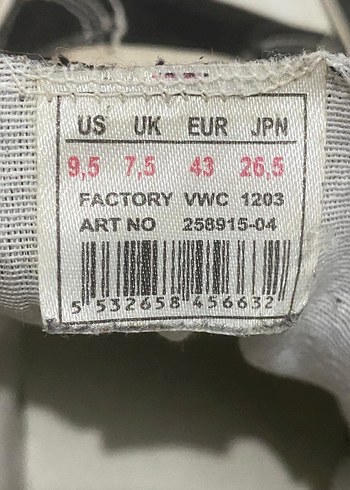 US UK EUR JPN
9,5 7,5 43 26,5
FACTORY VWC 1203
ART NO 258915-04
5 532658 456632